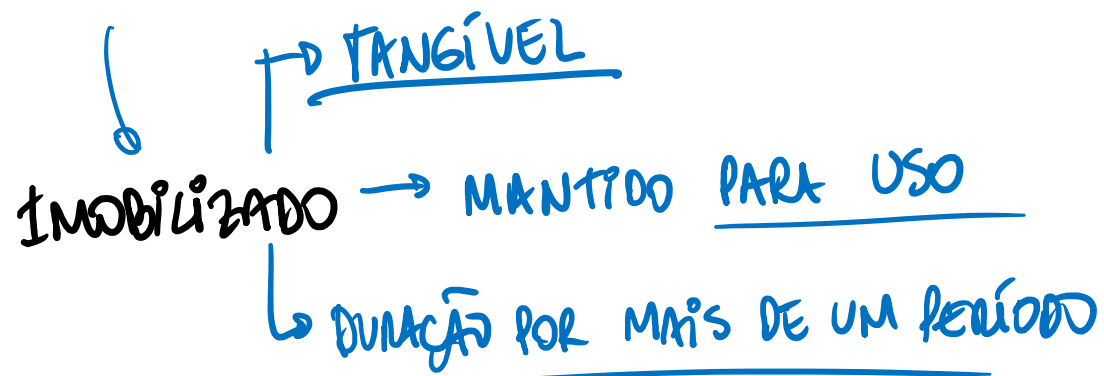 TANGÍVEL
IMOBILIZADO → MANTIDO PARA USO
DURAÇÃO POR MAIS DE UM PERÍODO